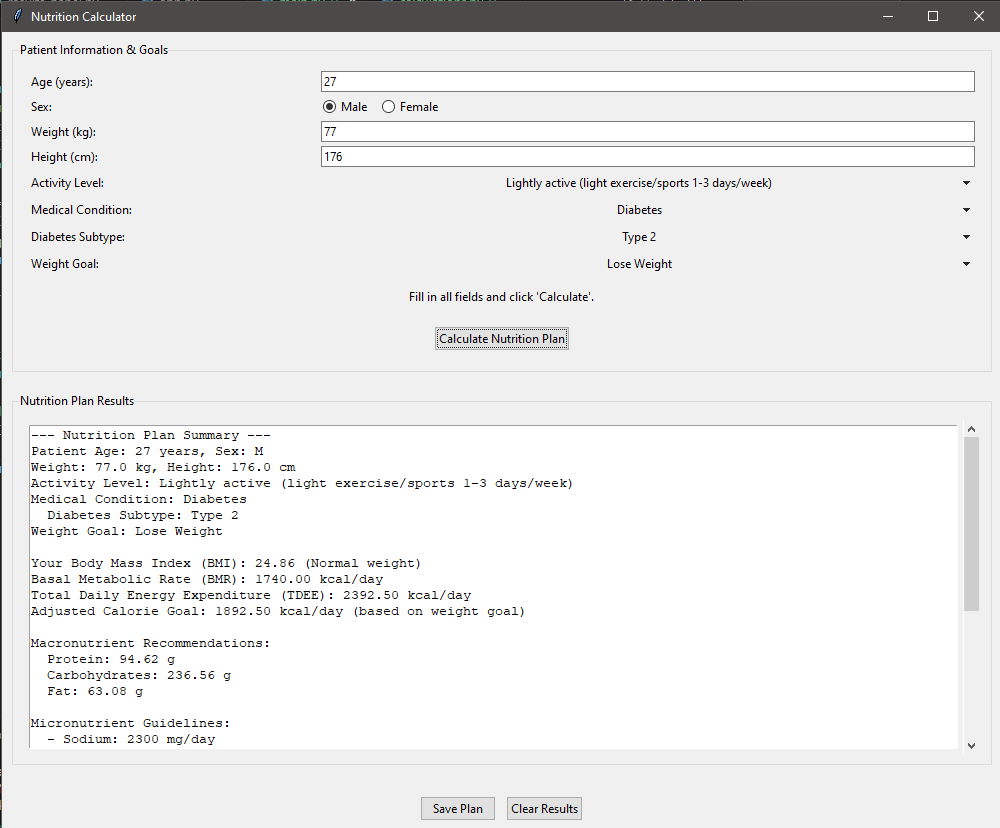 Nutrition Calculator
Patient Information & Goals
Age (years): 27
Sex: Male Female
Weight (kg): 77
Height (cm): 176
Activity Level: Lightly active (light exercise/sports 1-3 days/week)
Medical Condition: Diabetes
Diabetes Subtype: Type 2
Weight Goal: Lose Weight
Fill in all fields and click 'Calculate'.
Calculate Nutrition Plan
Nutrition Plan Results
--- Nutrition Plan Summary ---
Patient Age: 27 years, Sex: M
Weight: 77.0 kg, Height: 176.0 cm
Activity Level: Lightly active (light exercise/sports 1-3 days/week)
Medical Condition: Diabetes
Diabetes Subtype: Type 2
Weight Goal: Lose Weight
Your Body Mass Index (BMI): 24.86 (Normal weight)
Basal Metabolic Rate (BMR): 1740.00 kcal/day
Total Daily Energy Expenditure (TDEE): 2392.50 kcal/day
Adjusted Calorie Goal: 1892.50 kcal/day (based on weight goal)
Macronutrient Recommendations:
Protein: 94.62 g
Carbohydrates: 236.56 g
Fat: 63.08 g
Micronutrient Guidelines:
- Sodium: 2300 mg/day
Save Plan Clear Results